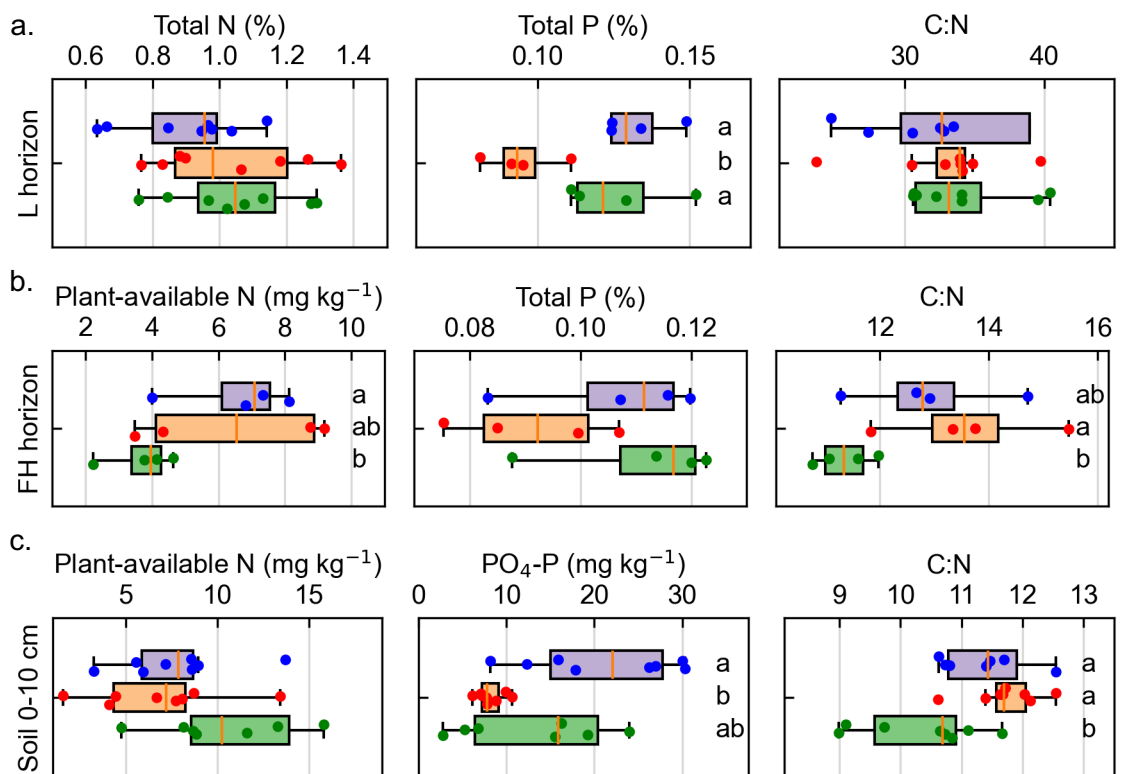 a.
Total N (%)
Total P (%)
C:N
0.6 0.8 1.0 1.2 1.4
0.10 0.15
30 40
L horizon
a
b
a
b.
Plant-available N (mg kg⁻¹)
Total P (%)
C:N
2 4 6 8 10
0.08 0.10 0.12
12 14 16
FH horizon
a
ab
b
ab
a
b
c.
Plant-available N (mg kg⁻¹)
PO₄-P (mg kg⁻¹)
C:N
5 10 15
0 10 20 30
9 10 11 12 13
Soil 0-10 cm
a
b
ab
a
a
b